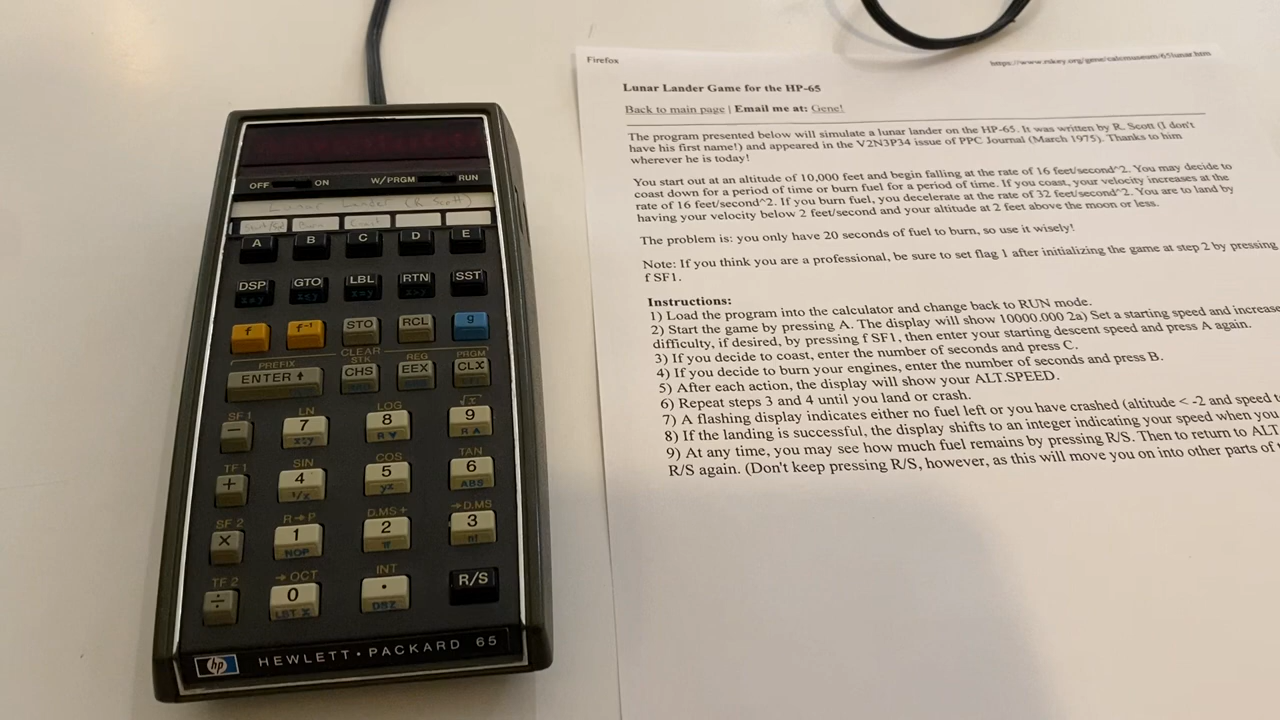 OFF ON W/PRGM RUN
Lunar Lander (R. Scott)
Start/Go Burn Coast
A B C D E
DSP GTO LBL RTN SST
x≠y x≤y x=y x>y
f f⁻¹ STO RCL g
PREFIX CLEAR STK REG PRGM
ENTER ↑ CHS EEX CLX
SF 1 LN LOG √x
− 7 8 9
x⇄y R▼ R▲
TF 1 SIN COS TAN
+ 4 5 6
1/x yˣ ABS
SF 2 R→P D.MS+ →D.MS
× 1 2 3
NOP π n!
TF 2 →OCT INT
÷ 0 · R/S
LST X DSZ
hp HEWLETT • PACKARD 65
Firefox https://www.rskey.org/gene/calcmuseum/65lunar.htm
Lunar Lander Game for the HP-65
Back to main page | Email me at: Gene!
The program presented below will simulate a lunar lander on the HP-65. It was written by R. Scott (I don't
have his first name!) and appeared in the V2N3P34 issue of PPC Journal (March 1975). Thanks to him
wherever he is today!
You start out at an altitude of 10,000 feet and begin falling at the rate of 16 feet/second^2. You may decide to
coast down for a period of time or burn fuel for a period of time. If you coast, your velocity increases at the
rate of 16 feet/second^2. If you burn fuel, you decelerate at the rate of 32 feet/second^2. You are to land by
having your velocity below 2 feet/second and your altitude at 2 feet above the moon or less.
The problem is: you only have 20 seconds of fuel to burn, so use it wisely!
Note: If you think you are a professional, be sure to set flag 1 after initializing the game at step 2 by pressing
f SF1.
Instructions:
1) Load the program into the calculator and change back to RUN mode.
2) Start the game by pressing A. The display will show 10000.000 2a) Set a starting speed and increase
difficulty, if desired, by pressing f SF1, then enter your starting descent speed and press A again.
3) If you decide to coast, enter the number of seconds and press C.
4) If you decide to burn your engines, enter the number of seconds and press B.
5) After each action, the display will show your ALT.SPEED.
6) Repeat steps 3 and 4 until you land or crash.
7) A flashing display indicates either no fuel left or you have crashed (altitude < -2 and speed
8) If the landing is successful, the display shifts to an integer indicating your speed when you
9) At any time, you may see how much fuel remains by pressing R/S. Then to return to ALT
R/S again. (Don't keep pressing R/S, however, as this will move you on into other parts of